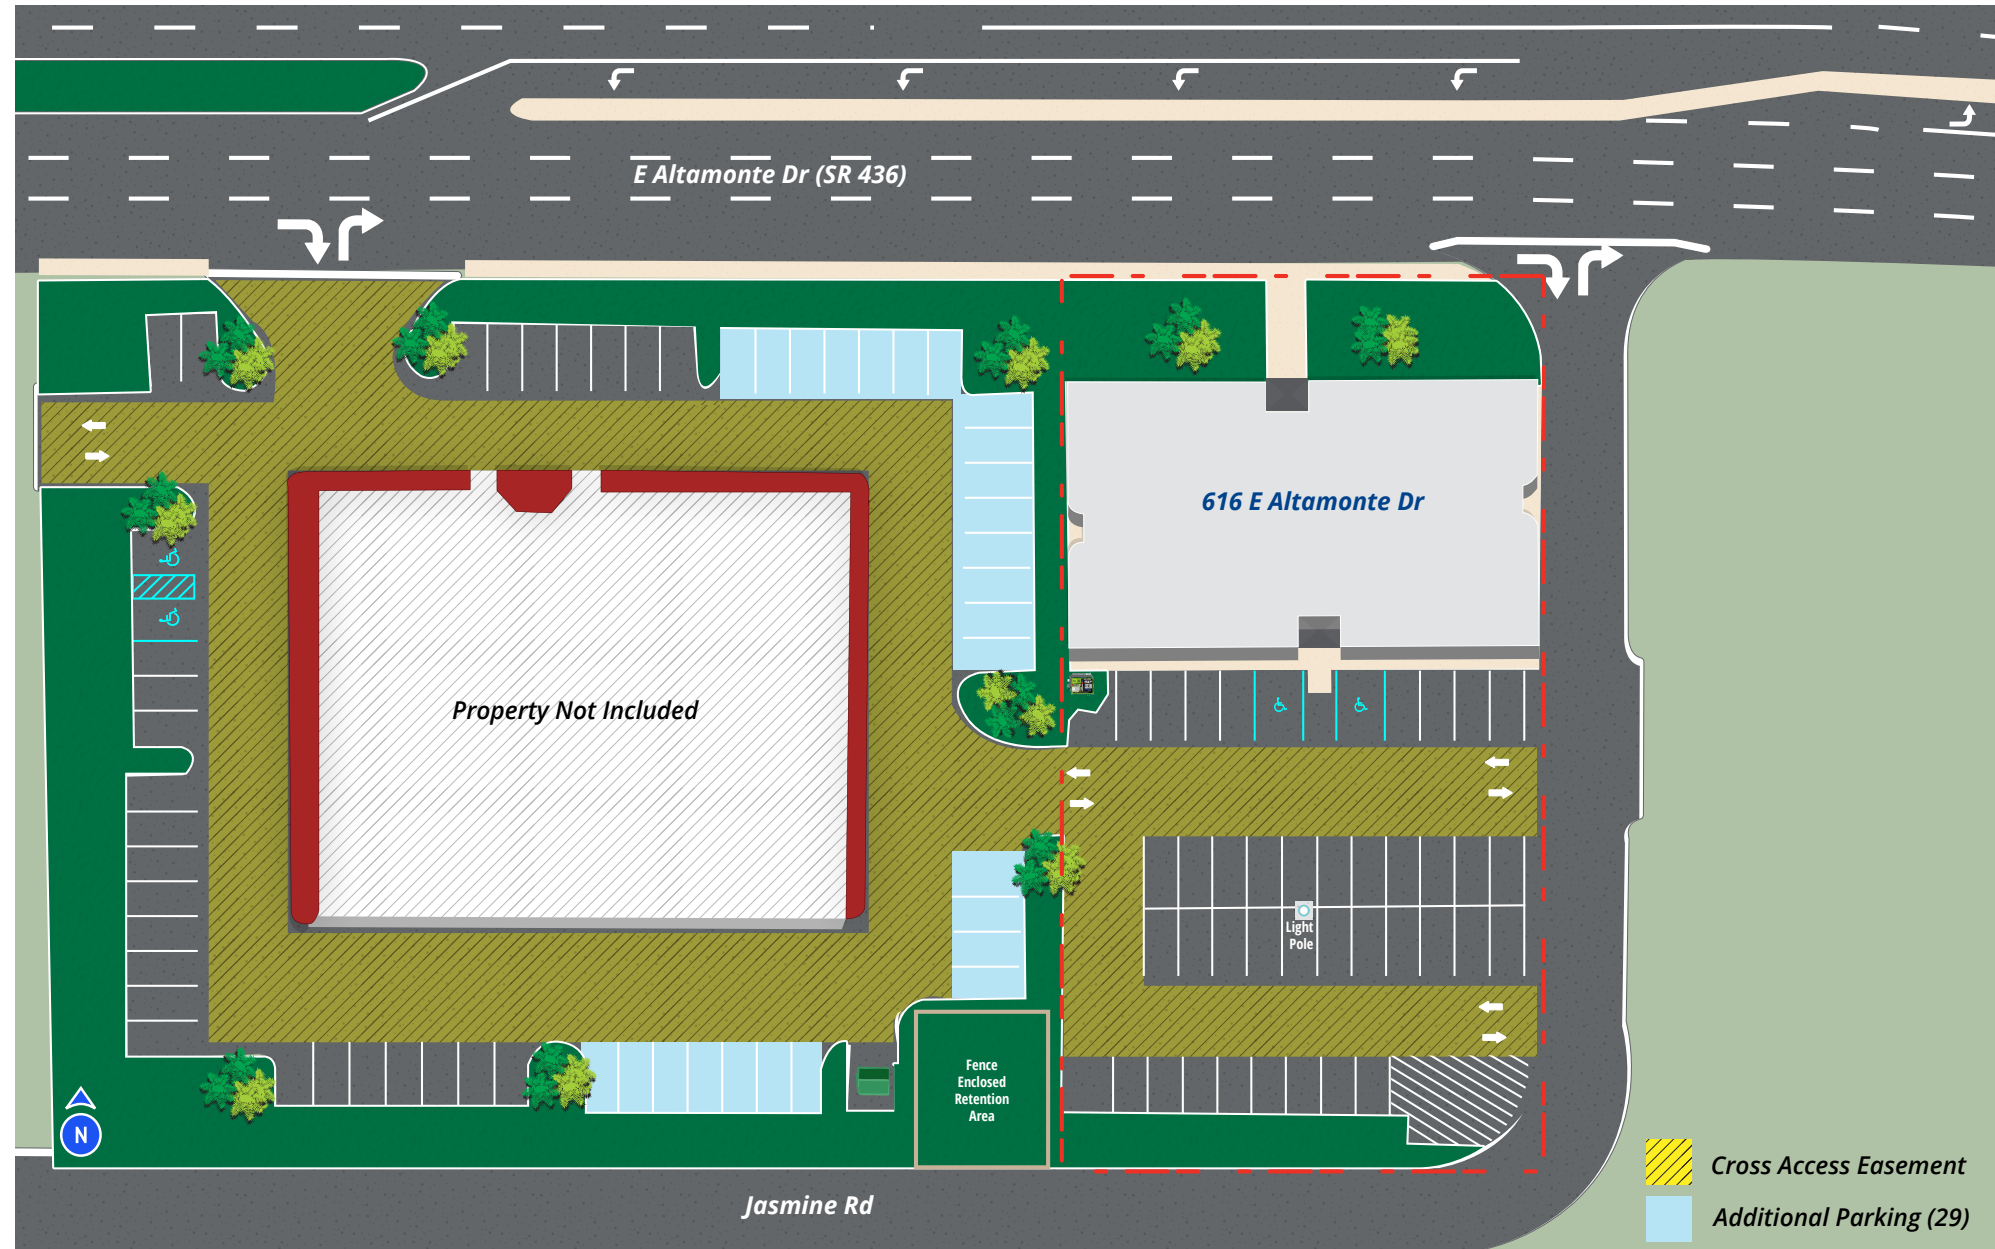 E Altamonte Dr (SR 436)
616 E Altamonte Dr
Property Not Included
Light
Pole
Fence
Enclosed
Retention
Area
N
Jasmine Rd
Cross Access Easement
Additional Parking (29)